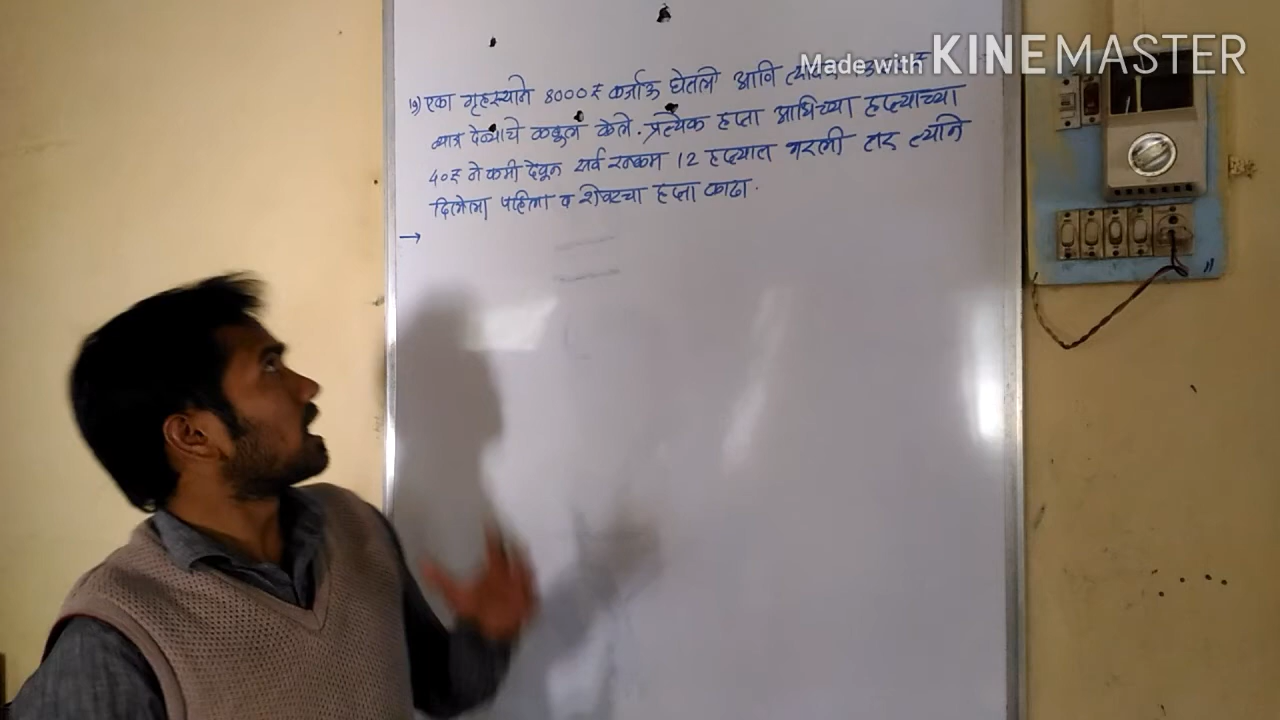 Made with KINEMASTER
७) एका गृहस्थाने 8000₹ कर्जाऊ घेतले आणि
व्याज देण्याचे कबूल केले. प्रत्येक हप्ता आधिच्या हप्त्याच्या
40₹ ने कमी देवून सर्व रक्कम 12 हप्त्यात भरली तर त्याने
दिलेला पहिला व शेवटचा हप्ता काढा.
→